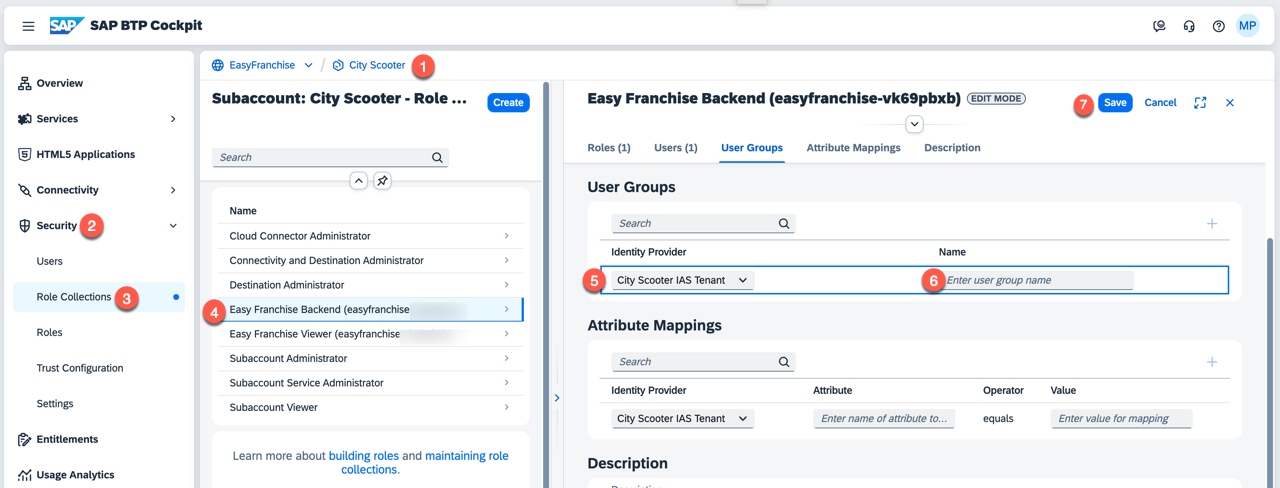 SAP SAP BTP Cockpit
MP
Overview
Services
HTML5 Applications
Connectivity
Security 2
Users
Role Collections 3
Roles
Trust Configuration
Settings
Entitlements
Usage Analytics
EasyFranchise / City Scooter 1
Subaccount: City Scooter - Role ...
Create
Search
Name
Cloud Connector Administrator
Connectivity and Destination Administrator
Destination Administrator
4 Easy Franchise Backend (easyfranchise
Easy Franchise Viewer (easyfranchise
Subaccount Administrator
Subaccount Service Administrator
Subaccount Viewer
Learn more about building roles and maintaining role
collections.
Easy Franchise Backend (easyfranchise-vk69pbxb) EDIT MODE
7 Save Cancel
Roles (1) Users (1) User Groups Attribute Mappings Description
User Groups
Search
Identity Provider Name
5 City Scooter IAS Tenant 6 Enter user group name
Attribute Mappings
Search
Identity Provider Attribute Operator Value
City Scooter IAS Tenant Enter name of attribute to... equals Enter value for mapping
Description